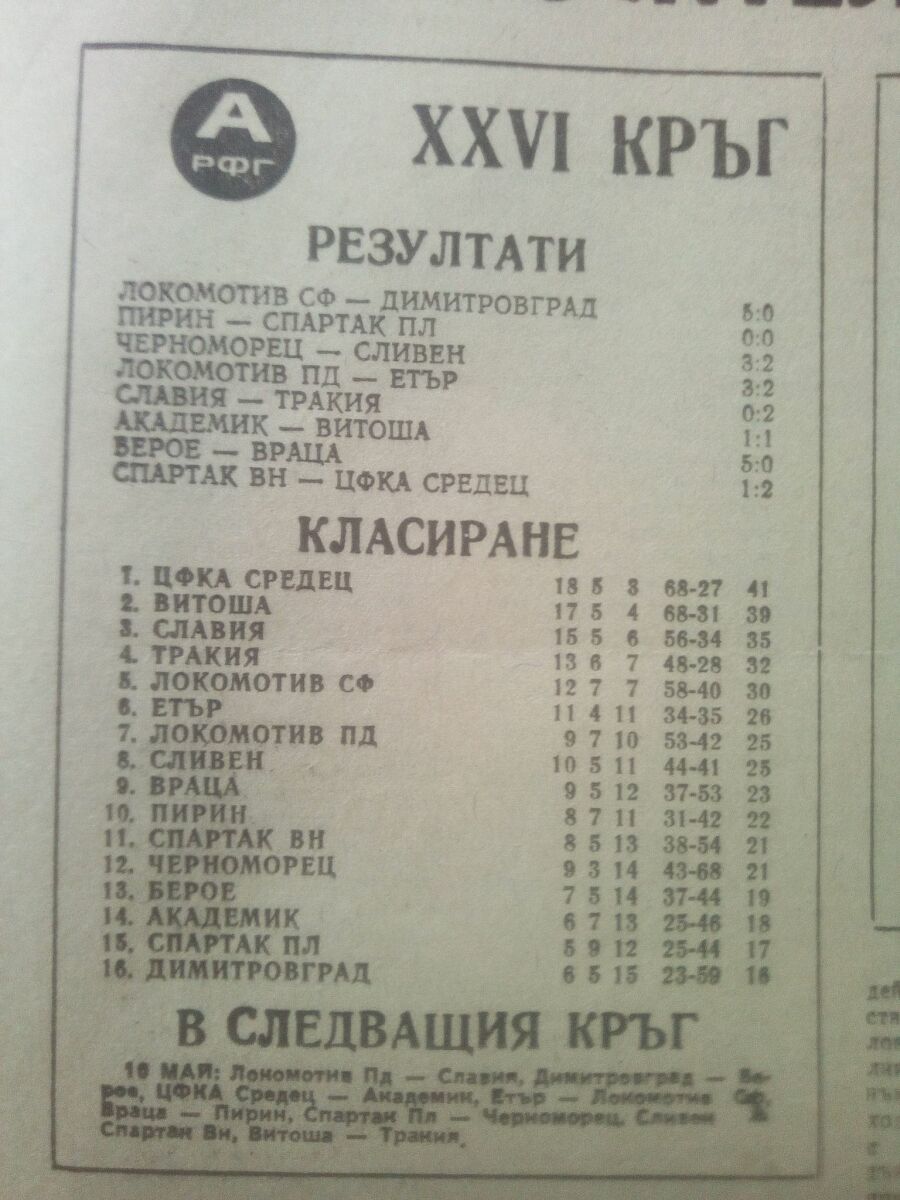 А
РФГ
XXVI КРЪГ
РЕЗУЛТАТИ
ЛОКОМОТИВ СФ — ДИМИТРОВГРАД 5:0
ПИРИН — СПАРТАК ПЛ 0:0
ЧЕРНОМОРЕЦ — СЛИВЕН 3:2
ЛОКОМОТИВ ПД — ЕТЪР 3:2
СЛАВИЯ — ТРАКИЯ 0:2
АКАДЕМИК — ВИТОША 1:1
БЕРОЕ — ВРАЦА 5:0
СПАРТАК ВН — ЦФКА СРЕДЕЦ 1:2
КЛАСИРАНЕ
1. ЦФКА СРЕДЕЦ 18 5 3 68-27 41
2. ВИТОША 17 5 4 68-31 39
3. СЛАВИЯ 15 5 6 56-34 35
4. ТРАКИЯ 13 6 7 48-28 32
5. ЛОКОМОТИВ СФ 12 7 7 58-40 30
6. ЕТЪР 11 4 11 34-35 26
7. ЛОКОМОТИВ ПД 9 7 10 53-42 25
8. СЛИВЕН 10 5 11 44-41 25
9. ВРАЦА 9 5 12 37-53 23
10. ПИРИН 8 7 11 31-42 22
11. СПАРТАК ВН 8 5 13 38-54 21
12. ЧЕРНОМОРЕЦ 9 3 14 43-68 21
13. БЕРОЕ 7 5 14 37-44 19
14. АКАДЕМИК 6 7 13 25-46 18
15. СПАРТАК ПЛ 5 9 12 25-44 17
16. ДИМИТРОВГРАД 6 5 15 23-59 16
В СЛЕДВАЩИЯ КРЪГ
16 МАЙ: Локомотив Пд — Славия, Димитровград — Бе-
рое, ЦФКА Средец — Академик, Етър — Локомотив Сф,
Враца — Пирин, Спартак Пл — Черноморец, Сливен
Спартак Вн, Витоша — Тракия.